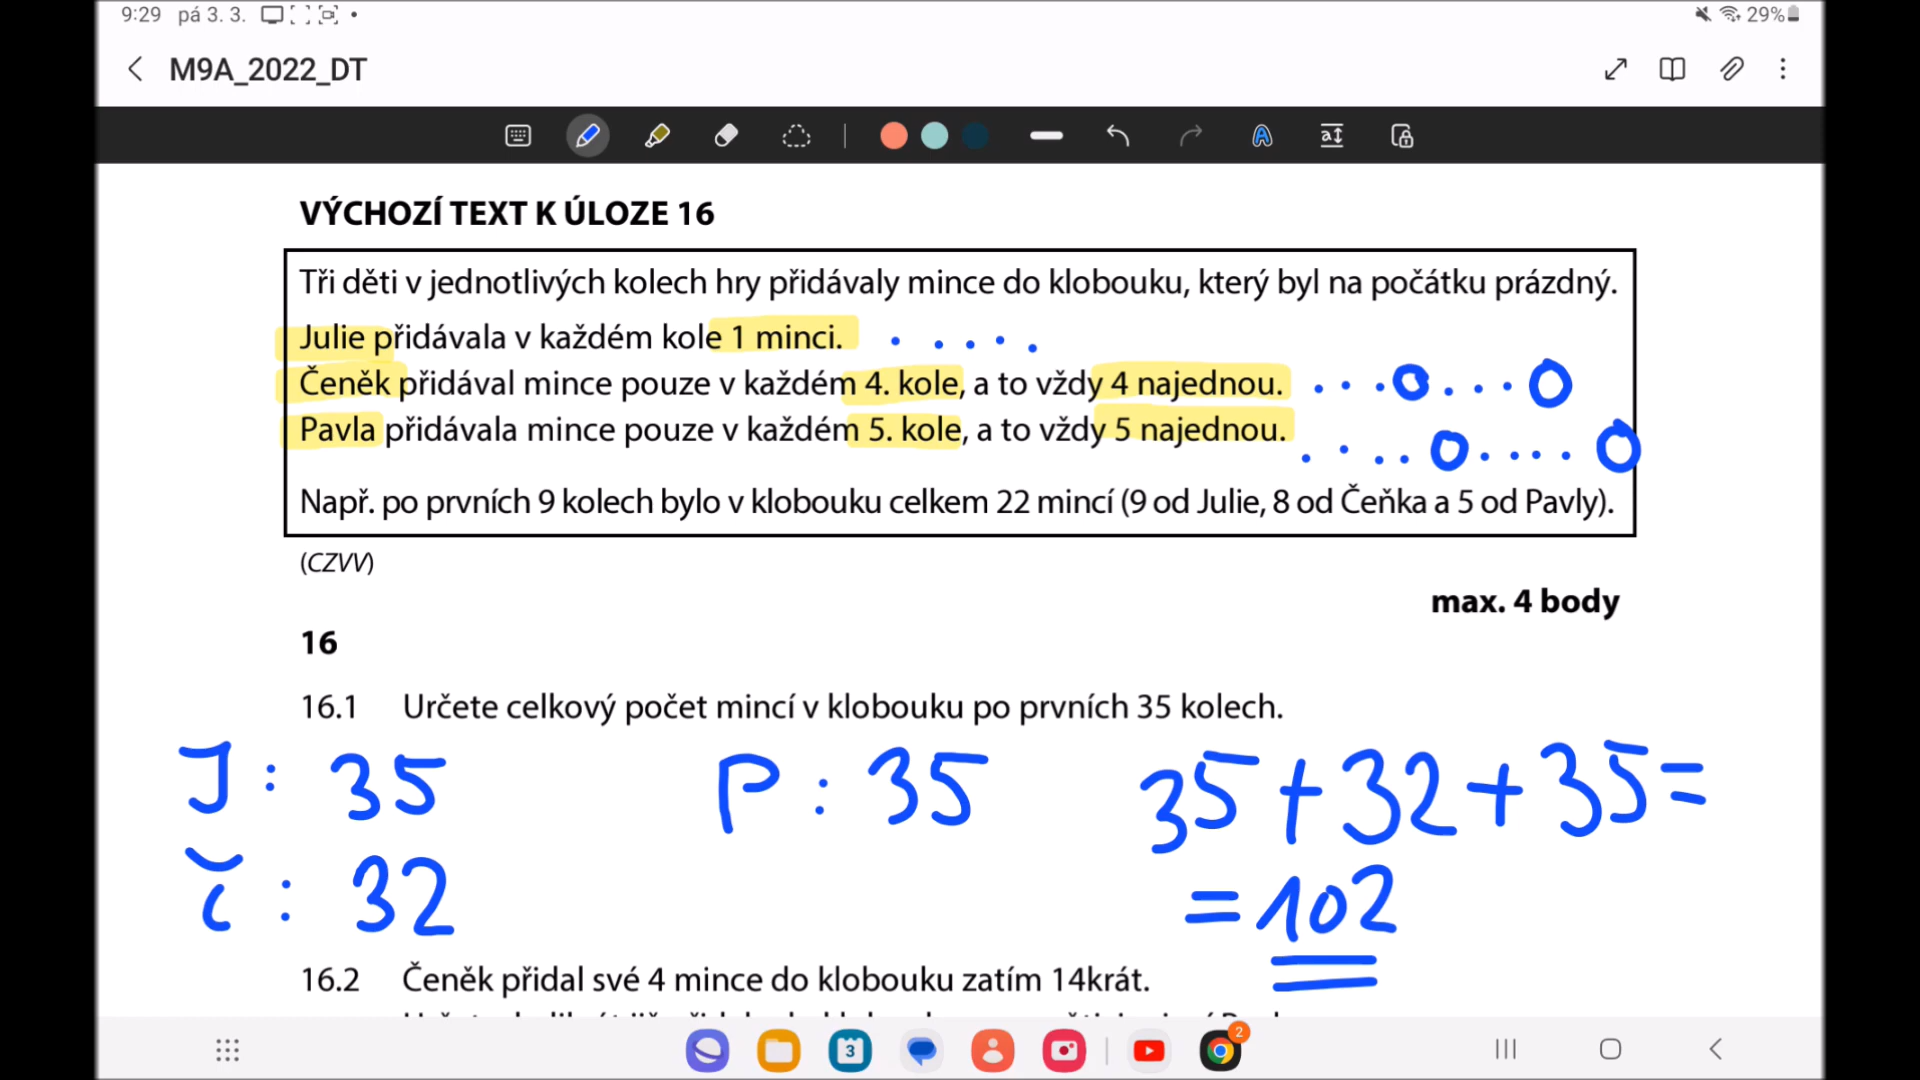 9:29 pá 3. 3.
29%
M9A_2022_DT
VÝCHOZÍ TEXT K ÚLOZE 16
Tři děti v jednotlivých kolech hry přidávaly mince do klobouku, který byl na počátku prázdný.
Julie přidávala v každém kole 1 minci.
Čeněk přidával mince pouze v každém 4. kole, a to vždy 4 najednou.
Pavla přidávala mince pouze v každém 5. kole, a to vždy 5 najednou.
Např. po prvních 9 kolech bylo v klobouku celkem 22 mincí (9 od Julie, 8 od Čeňka a 5 od Pavly).
(CZVV)
max. 4 body
16
16.1 Určete celkový počet mincí v klobouku po prvních 35 kolech.
J: 35 P: 35 35+32+35=
Č: 32 =102
16.2 Čeněk přidal své 4 mince do klobouku zatím 14krát.
3
2